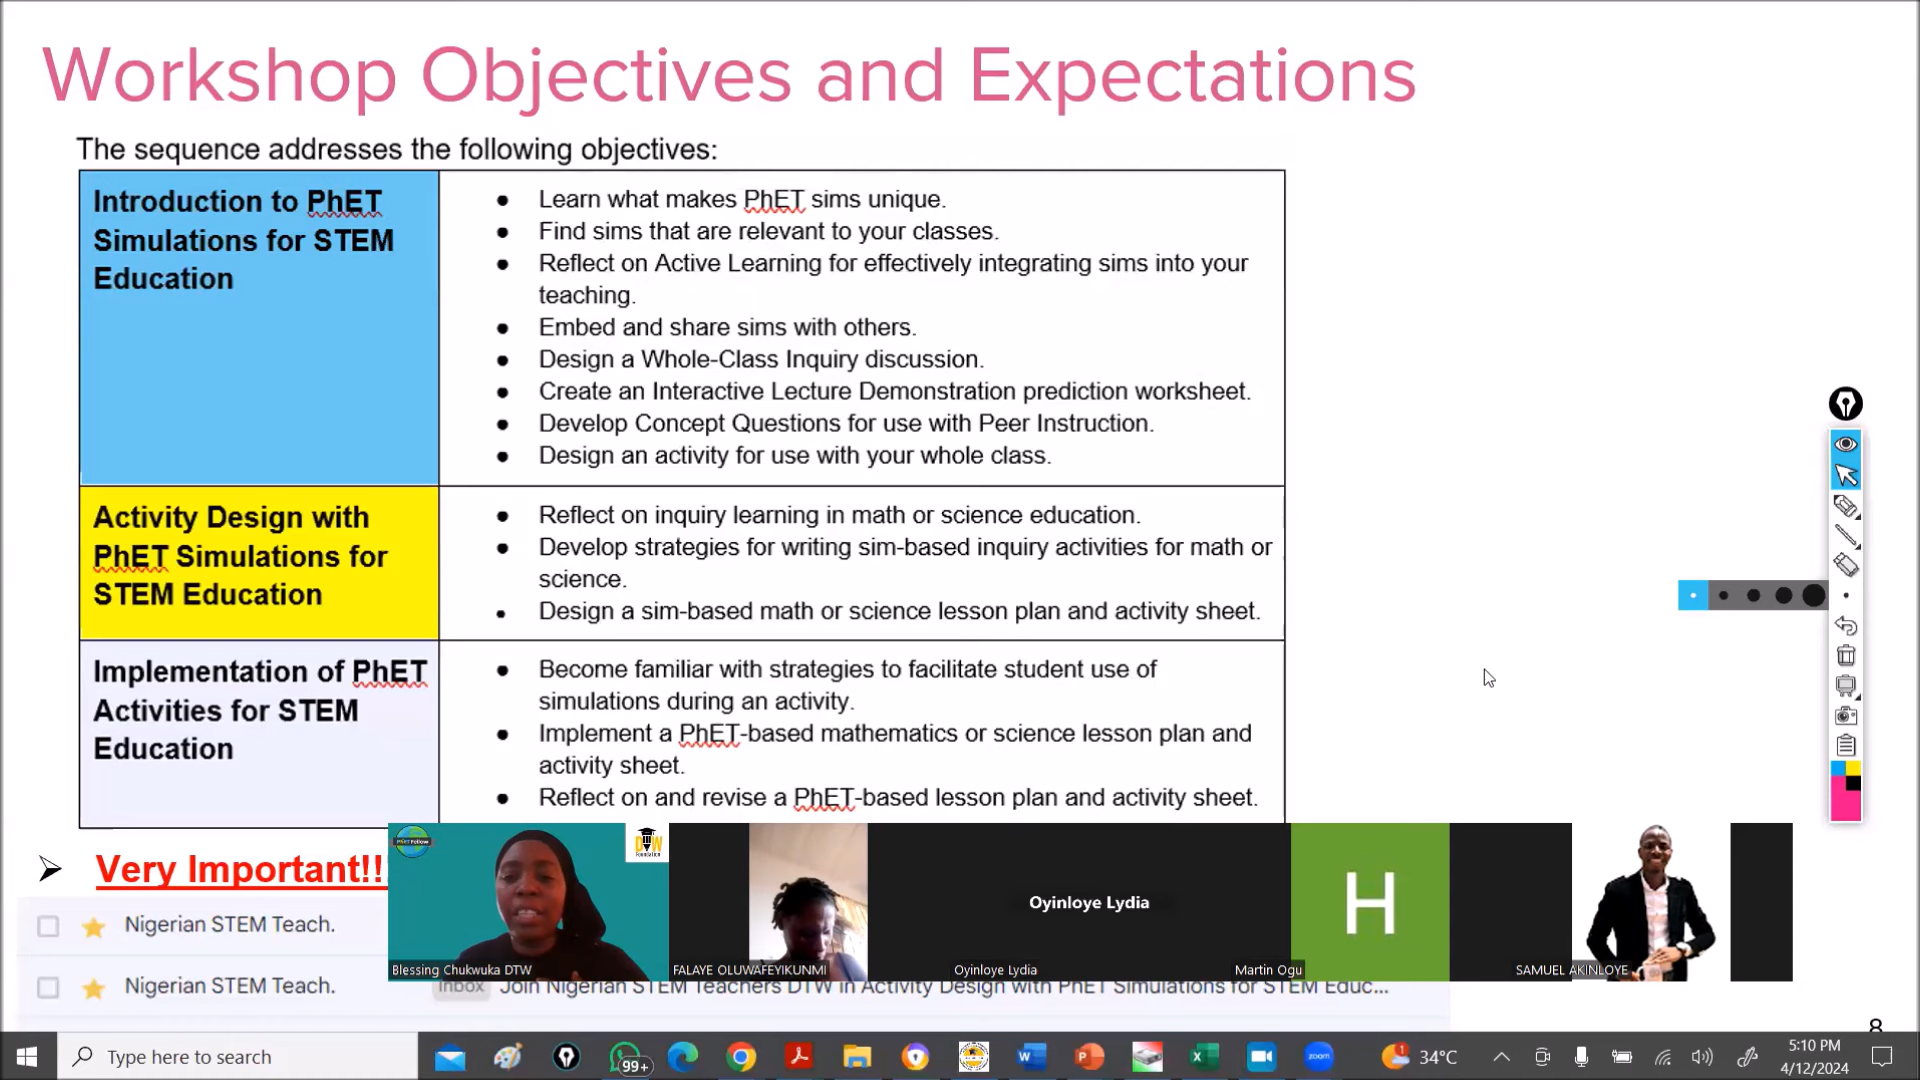 Workshop Objectives and Expectations
The sequence addresses the following objectives:
Introduction to PhET
Simulations for STEM
Education
• Learn what makes PhET sims unique.
• Find sims that are relevant to your classes.
• Reflect on Active Learning for effectively integrating sims into your
teaching.
• Embed and share sims with others.
• Design a Whole-Class Inquiry discussion.
• Create an Interactive Lecture Demonstration prediction worksheet.
• Develop Concept Questions for use with Peer Instruction.
• Design an activity for use with your whole class.
Activity Design with
PhET Simulations for
STEM Education
• Reflect on inquiry learning in math or science education.
• Develop strategies for writing sim-based inquiry activities for math or
science.
• Design a sim-based math or science lesson plan and activity sheet.
Implementation of PhET
Activities for STEM
Education
• Become familiar with strategies to facilitate student use of
simulations during an activity.
• Implement a PhET-based mathematics or science lesson plan and
activity sheet.
• Reflect on and revise a PhET-based lesson plan and activity sheet.
Very Important!!
PhET Fellow
DTW
Foundation
Oyinloye Lydia
H
Blessing Chukwuka DTW
FALAYE OLUWAFEYIKUNMI
Oyinloye Lydia
Martin Ogu
SAMUEL AKINLOYE
Nigerian STEM Teach.
Nigerian STEM Teach.
Inbox
Join Nigerian STEM Teachers DTW in Activity Design with PhET Simulations for STEM Educ...
8
Type here to search
99+
zoom
34°C
5:10 PM
4/12/2024